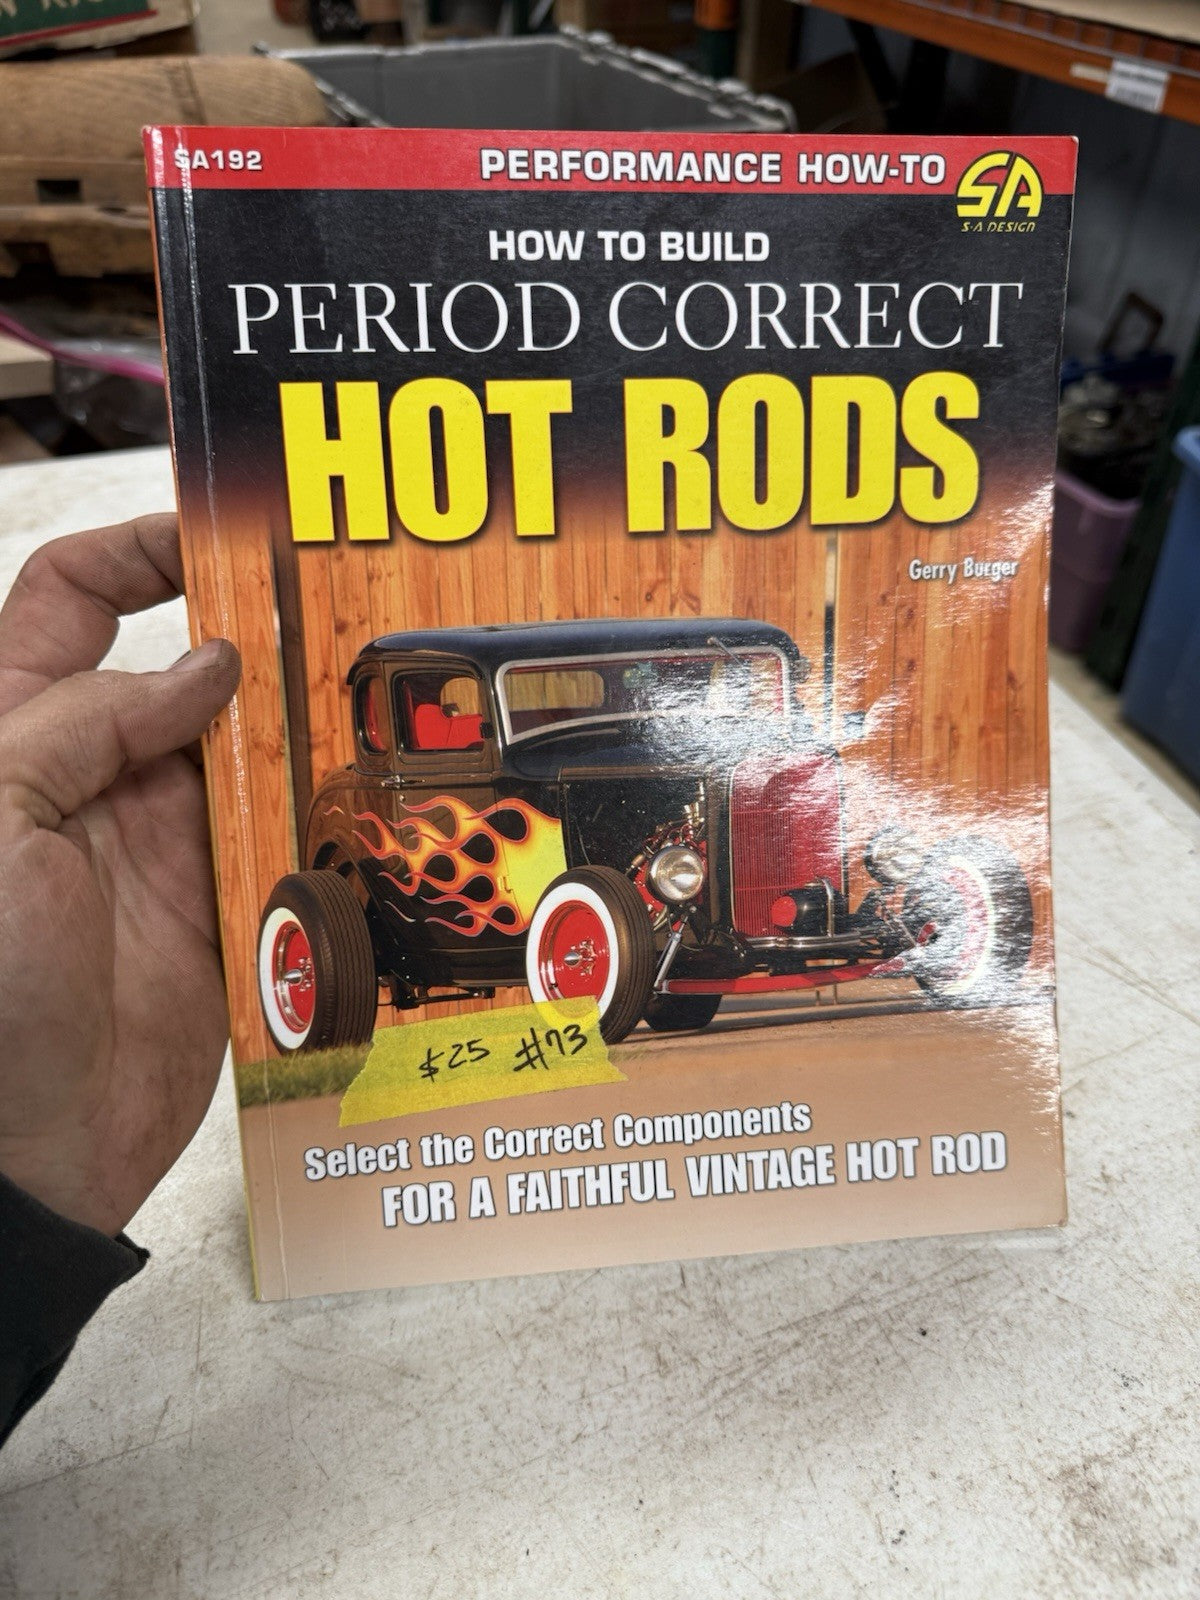 SA192
PERFORMANCE HOW-TO
SA
S·A DESIGN
HOW TO BUILD
PERIOD CORRECT
HOT RODS
Gerry Burger
$25 #73
Select the Correct Components
FOR A FAITHFUL VINTAGE HOT ROD